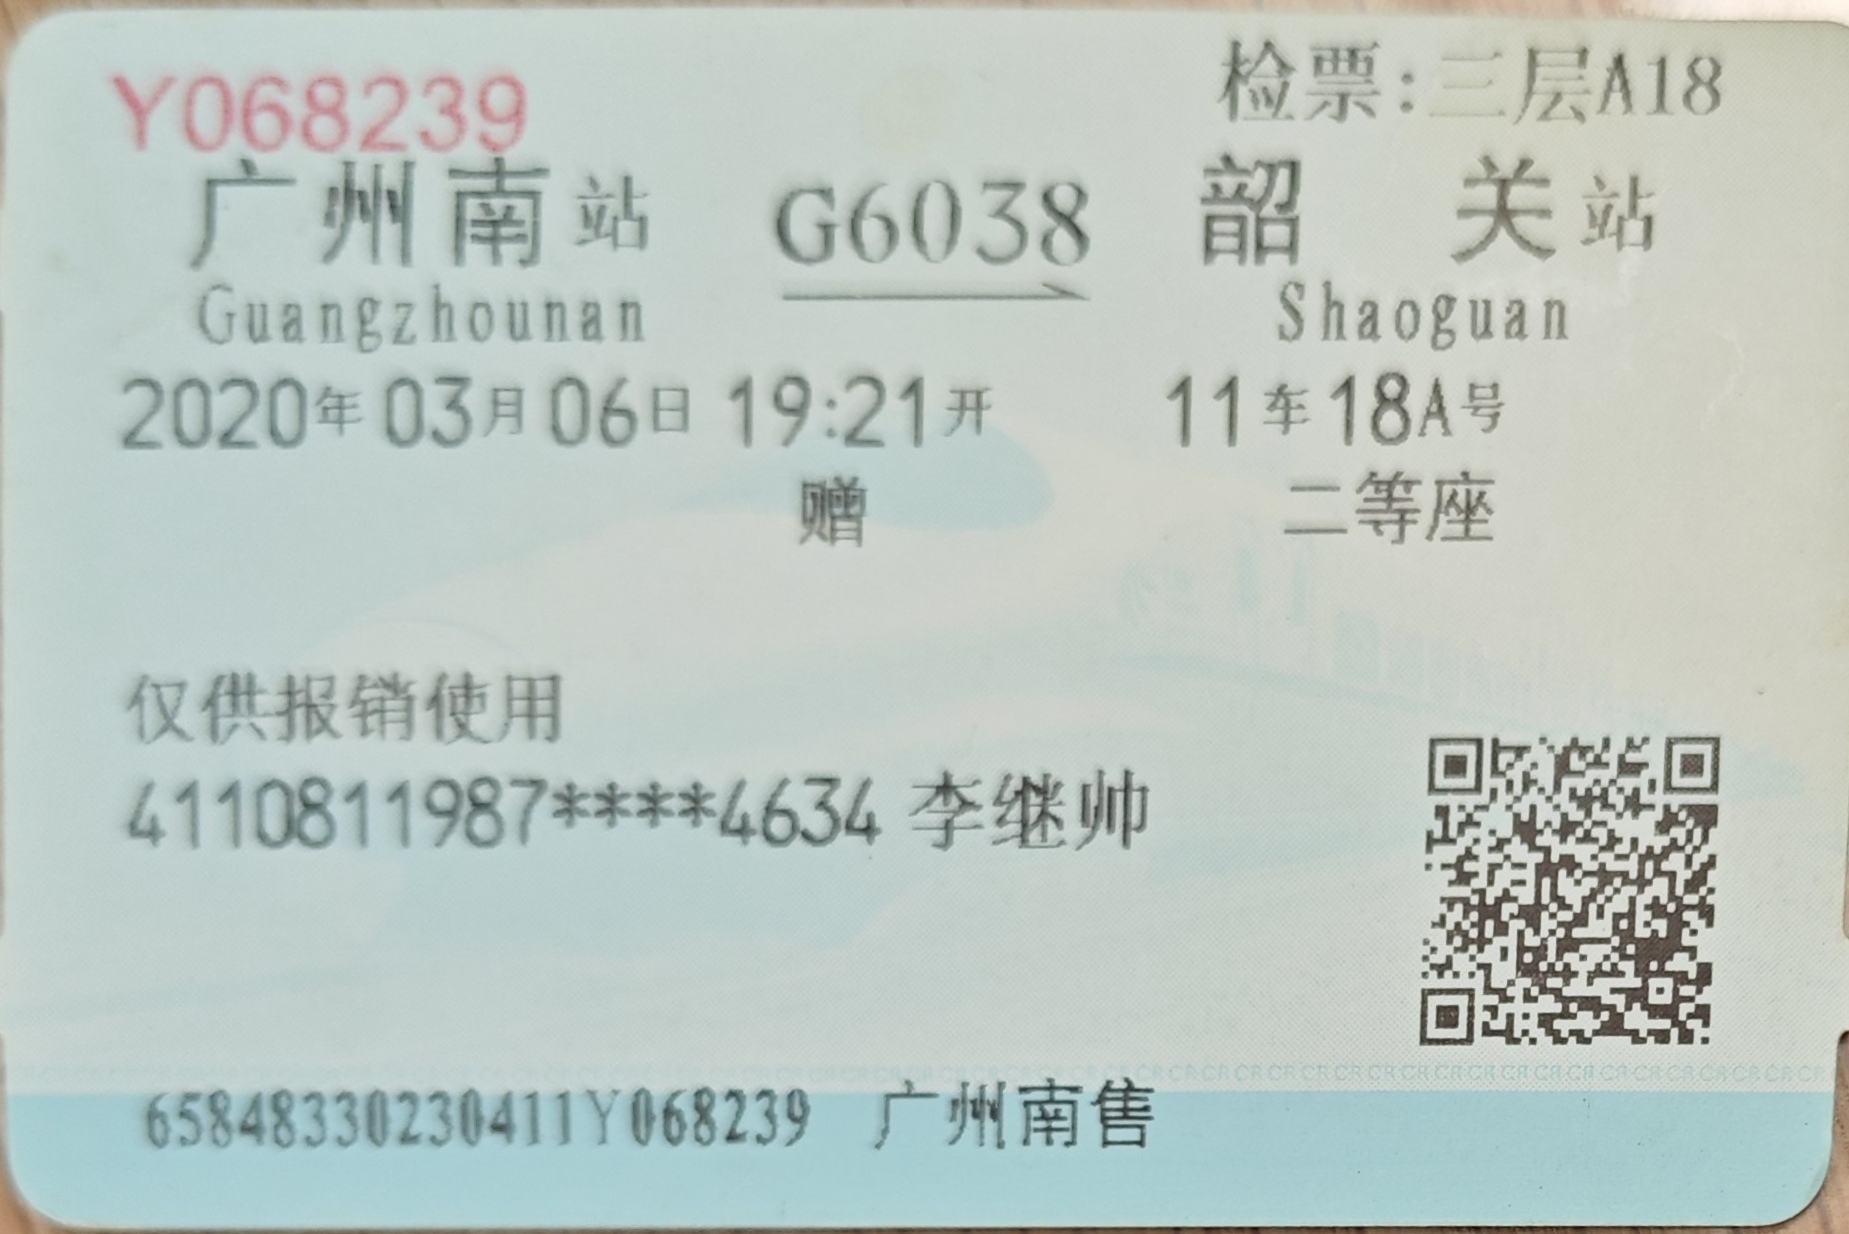 Y068239
检票:三层A18
广州南站 G6038 韶关站
Guangzhounan Shaoguan
2020年03月06日 19:21开 11车18A号
赠 二等座
仅供报销使用
4110811987****4634 李继帅
65848330230411Y068239 广州南售